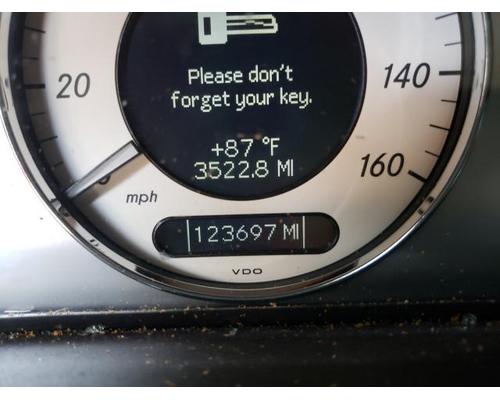 Please don't
forget your key.
20
140
+87 °F
3522.8 MI
160
mph
123697 MI
VDO